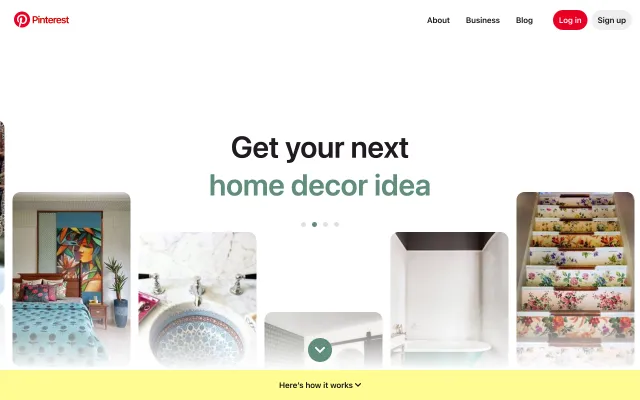 Pinterest
About
Business
Blog
Log in
Sign up
Get your next
home decor idea
Here's how it works